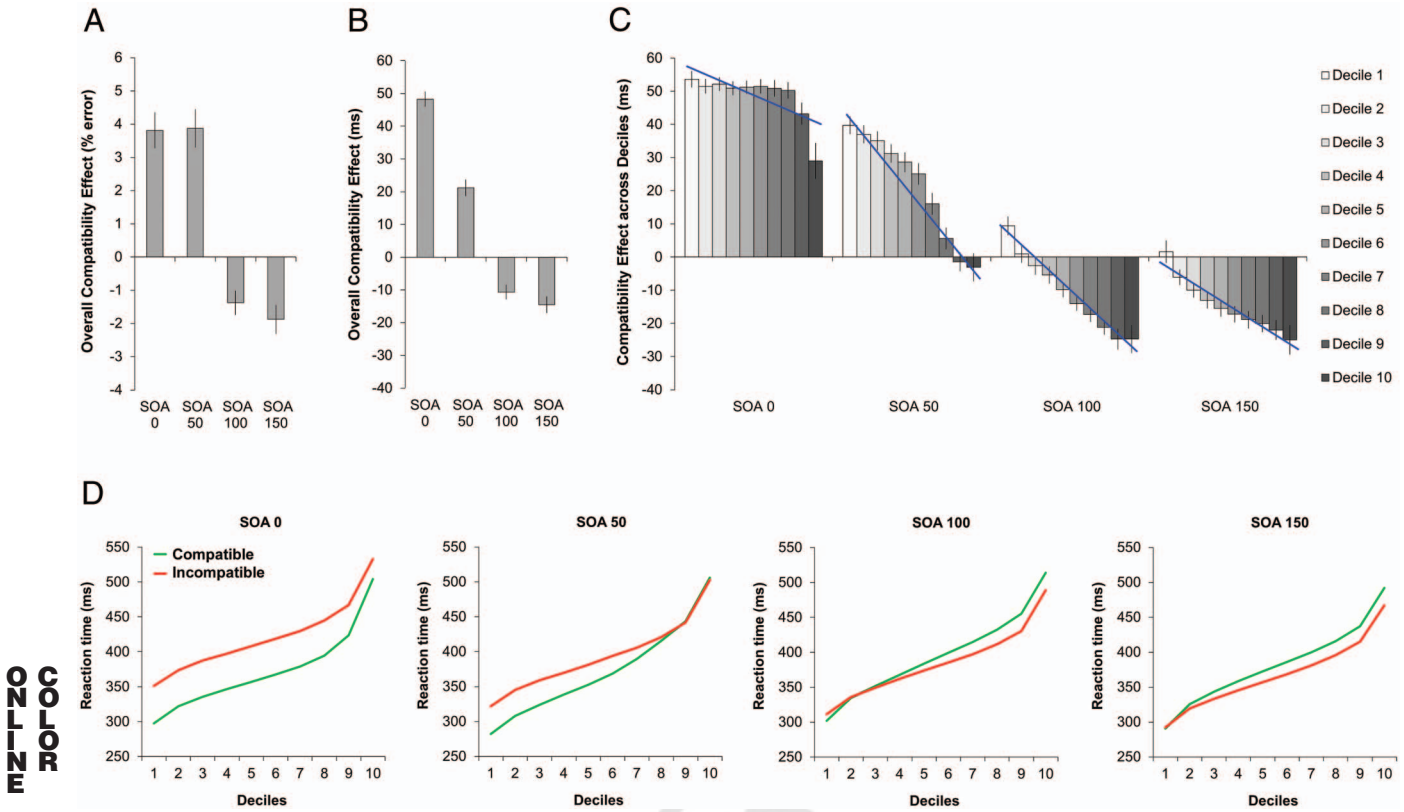 A
Overall Compatibility Effect (% error)
6
5
4
3
2
1
0
-1
-2
-3
-4
SOA 0
SOA 50
SOA 100
SOA 150
B
Overall Compatibility Effect (ms)
60
50
40
30
20
10
0
-10
-20
-30
-40
SOA 0
SOA 50
SOA 100
SOA 150
C
Compatibility Effect across Deciles (ms)
60
50
40
30
20
10
0
-10
-20
-30
-40
SOA 0
SOA 50
SOA 100
SOA 150
Decile 1
Decile 2
Decile 3
Decile 4
Decile 5
Decile 6
Decile 7
Decile 8
Decile 9
Decile 10
D
SOA 0
Reaction time (ms)
550
500
450
400
350
300
250
Compatible
Incompatible
1 2 3 4 5 6 7 8 9 10
Deciles
SOA 50
Reaction time (ms)
550
500
450
400
350
300
250
1 2 3 4 5 6 7 8 9 10
Deciles
SOA 100
Reaction time (ms)
550
500
450
400
350
300
250
1 2 3 4 5 6 7 8 9 10
Deciles
SOA 150
Reaction time (ms)
550
500
450
400
350
300
250
1 2 3 4 5 6 7 8 9 10
Deciles
ONLINE
COLOR